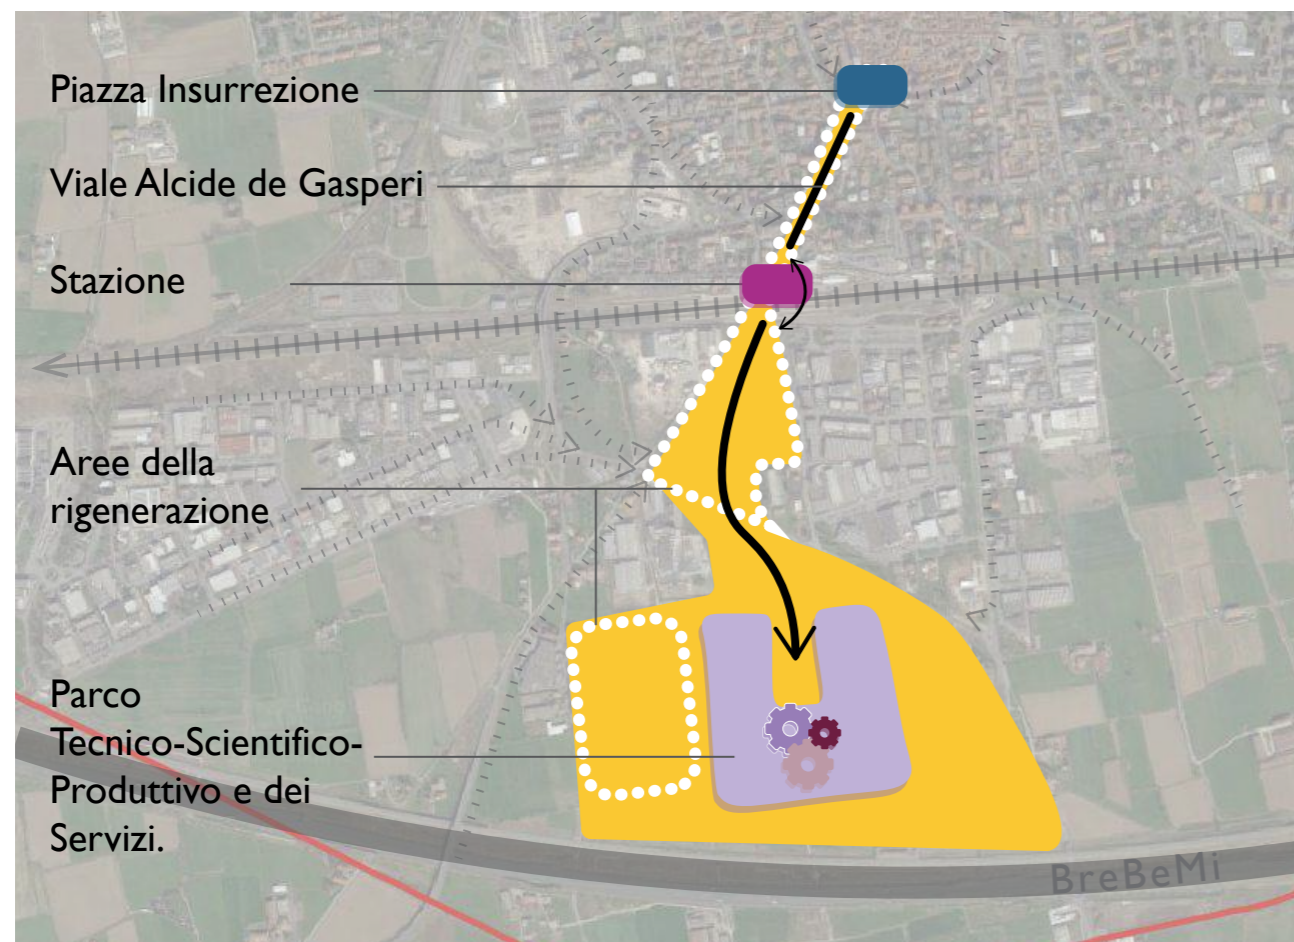 Piazza Insurrezione
Viale Alcide de Gasperi
Stazione
Aree della
rigenerazione
Parco
Tecnico-Scientifico-
Produttivo e dei
Servizi.
BreBeMi